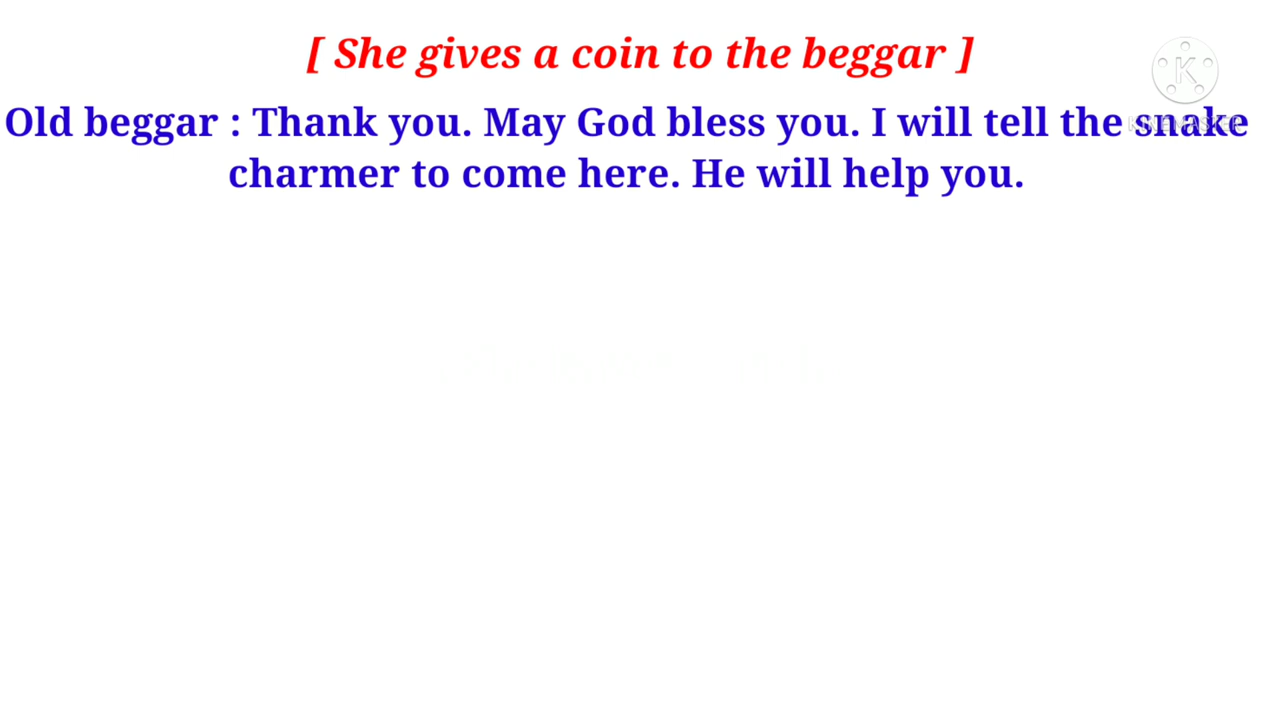 [ She gives a coin to the beggar ]
Old beggar : Thank you. May God bless you. I will tell the snake
charmer to come here. He will help you.
K
KINEMASTER